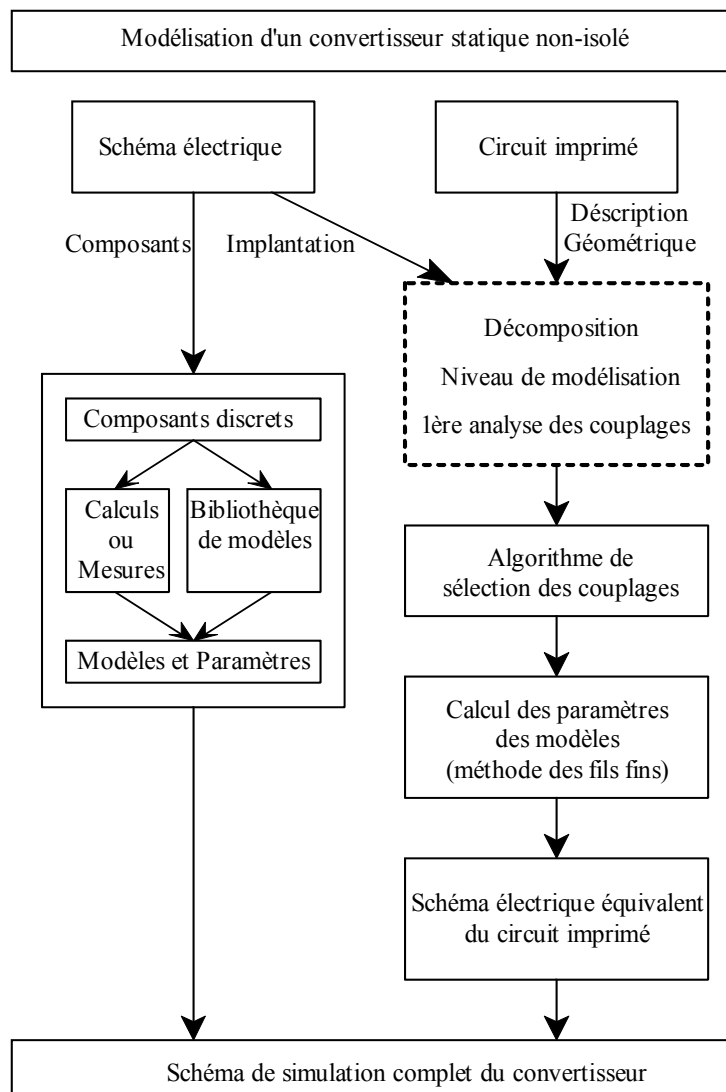 Modélisation d'un convertisseur statique non-isolé
Schéma électrique
Circuit imprimé
Composants
Implantation
Déscription
Géométrique
Décomposition
Niveau de modélisation
1ère analyse des couplages
Composants discrets
Calculs
ou
Mesures
Bibliothèque
de modèles
Modèles et Paramètres
Algorithme de
sélection des couplages
Calcul des paramètres
des modèles
(méthode des fils fins)
Schéma électrique équivalent
du circuit imprimé
Schéma de simulation complet du convertisseur